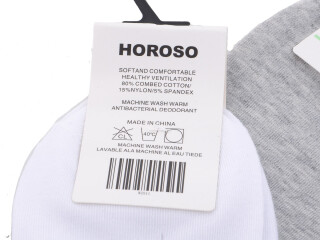 HOROSO
SOFTAND COMFORTABLE
HEALTHY VENTILATION
80% COMBED COTTON/
15%NYLON/5% SPANDEX
MACHINE WASH WARM
ANTIBACTERIAL DEODORANT
MADE IN CHINA
CL 40°C
MACHINE WASH WARM
LAVABLE ALA MACHINE AL EAU TIEDE